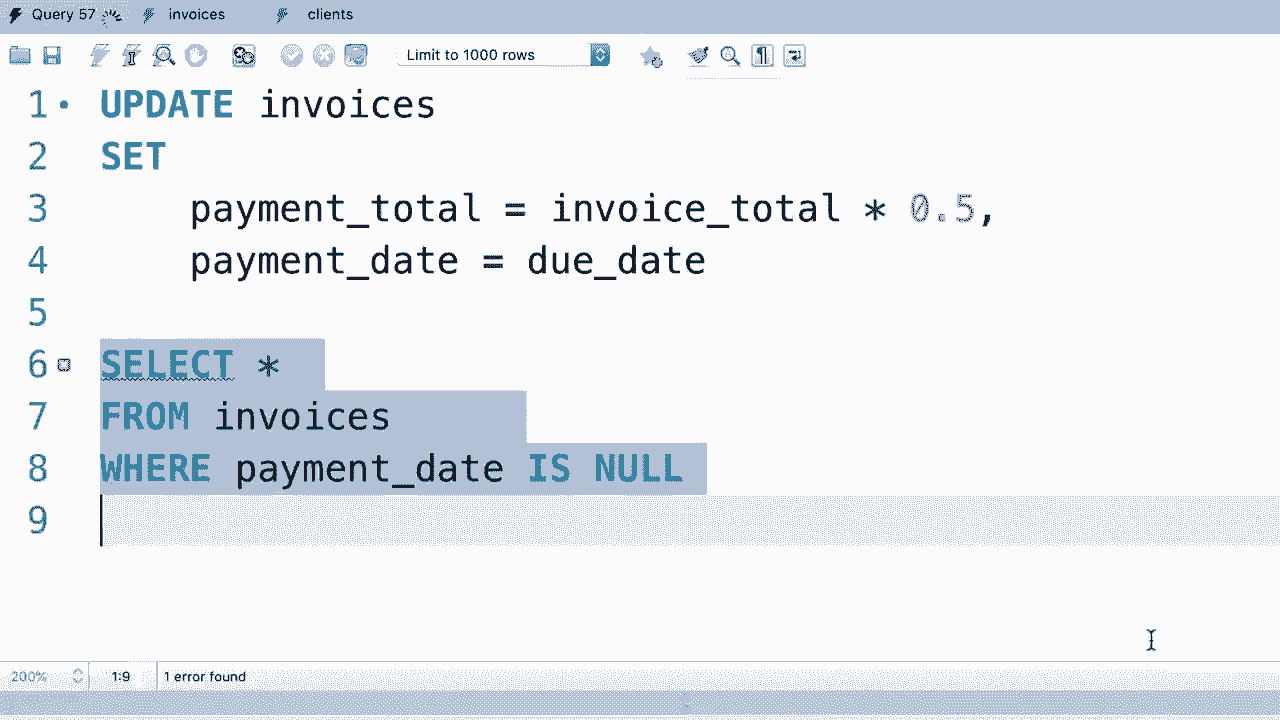 Query 57 invoices clients
Limit to 1000 rows
1 UPDATE invoices
2 SET
3 payment_total = invoice_total * 0.5,
4 payment_date = due_date
5
6 SELECT *
7 FROM invoices
8 WHERE payment_date IS NULL
9
200% 1:9 1 error found